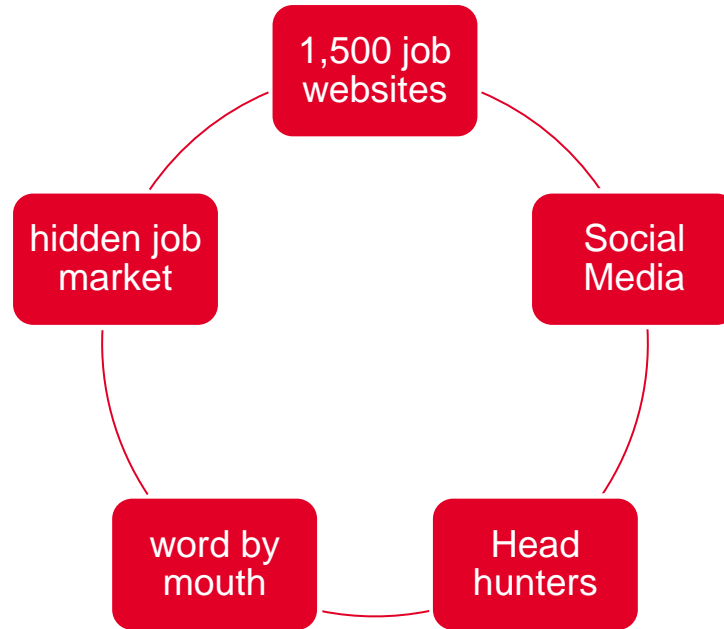 1,500 job
websites
Social
Media
Head
hunters
word by
mouth
hidden job
market